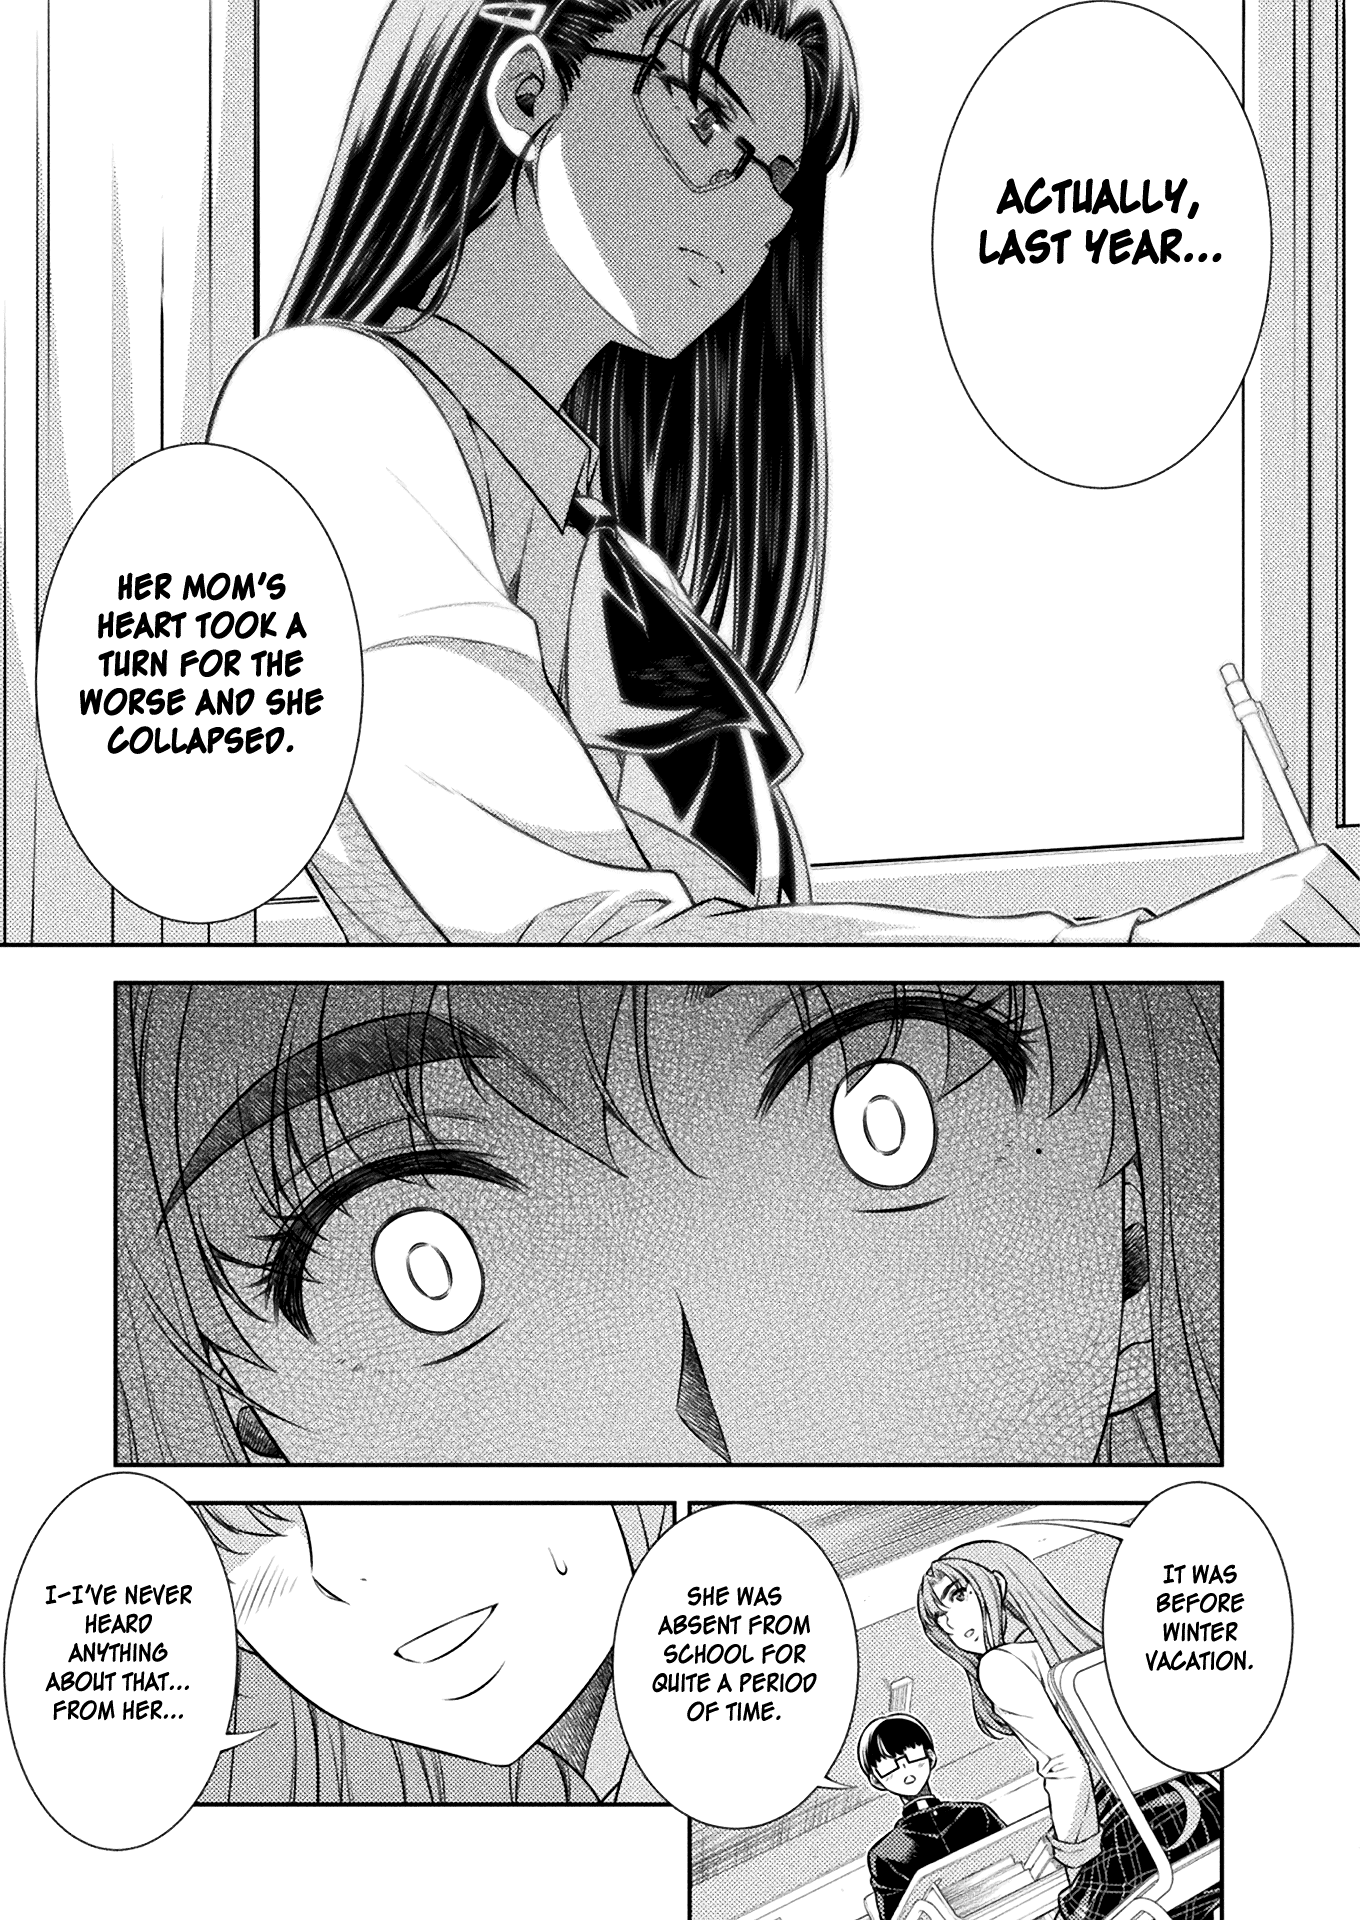 ACTUALLY,
LAST YEAR...
HER MOM'S
HEART TOOK A
TURN FOR THE
WORSE AND SHE
COLLAPSED.
IT WAS
BEFORE
WINTER
VACATION.
SHE WAS
ABSENT FROM
SCHOOL FOR
QUITE A PERIOD
OF TIME.
I-I'VE NEVER
HEARD
ANYTHING
ABOUT THAT...
FROM HER...